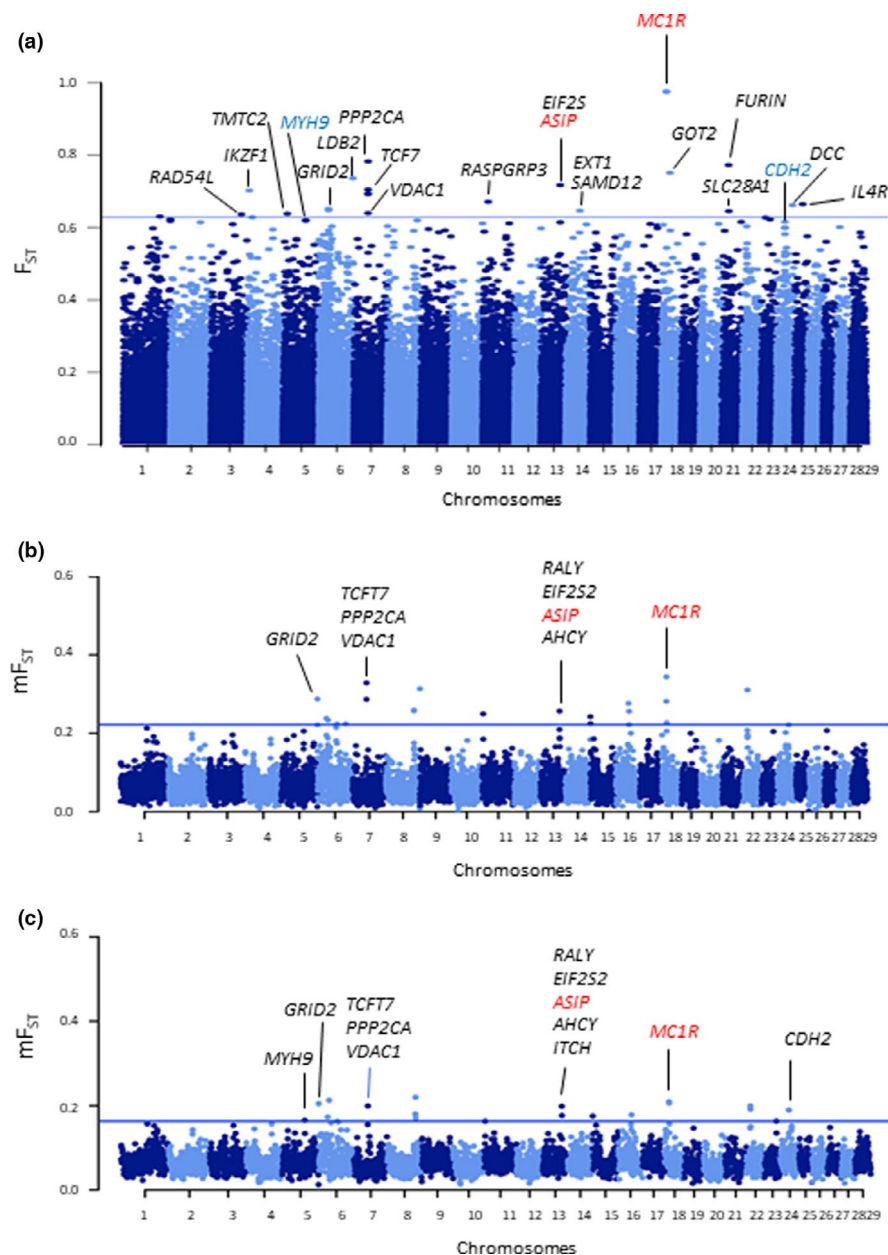 (a)
MC1R
EIF2S
ASIP
FURIN
TMTC2 MYH9 PPP2CA
LDB2
IKZF1
GRID2
TCF7
RAD54L
VDAC1
RASPGRP3
EXT1
SAMD12
GOT2
SLC28A1
CDH2
DCC
IL4R
FST
1.0
0.8
0.6
0.4
0.2
0.0
1 2 3 4 5 6 7 8 9 10 11 12 13 14 15 16 17 18 19 20 21 22 23 24 25 26 27 2829
Chromosomes
(b)
RALY
EIF2S2
ASIP
AHCY
TCFT7
PPP2CA
VDAC1
GRID2
MC1R
mFST
0.6
0.4
0.2
0.0
1 2 3 4 5 6 7 8 9 10 11 12 13 14 15 16 17 18 19 20 21 22 23 24 25 26 27 2829
Chromosomes
(c)
RALY
EIF2S2
ASIP
AHCY
ITCH
GRID2
TCFT7
PPP2CA
VDAC1
MYH9
MC1R
CDH2
mFST
0.6
0.4
0.2
0.0
1 2 3 4 5 6 7 8 9 10 11 12 13 14 15 16 17 18 19 20 21 22 23 24 25 26 27 2829
Chromosomes